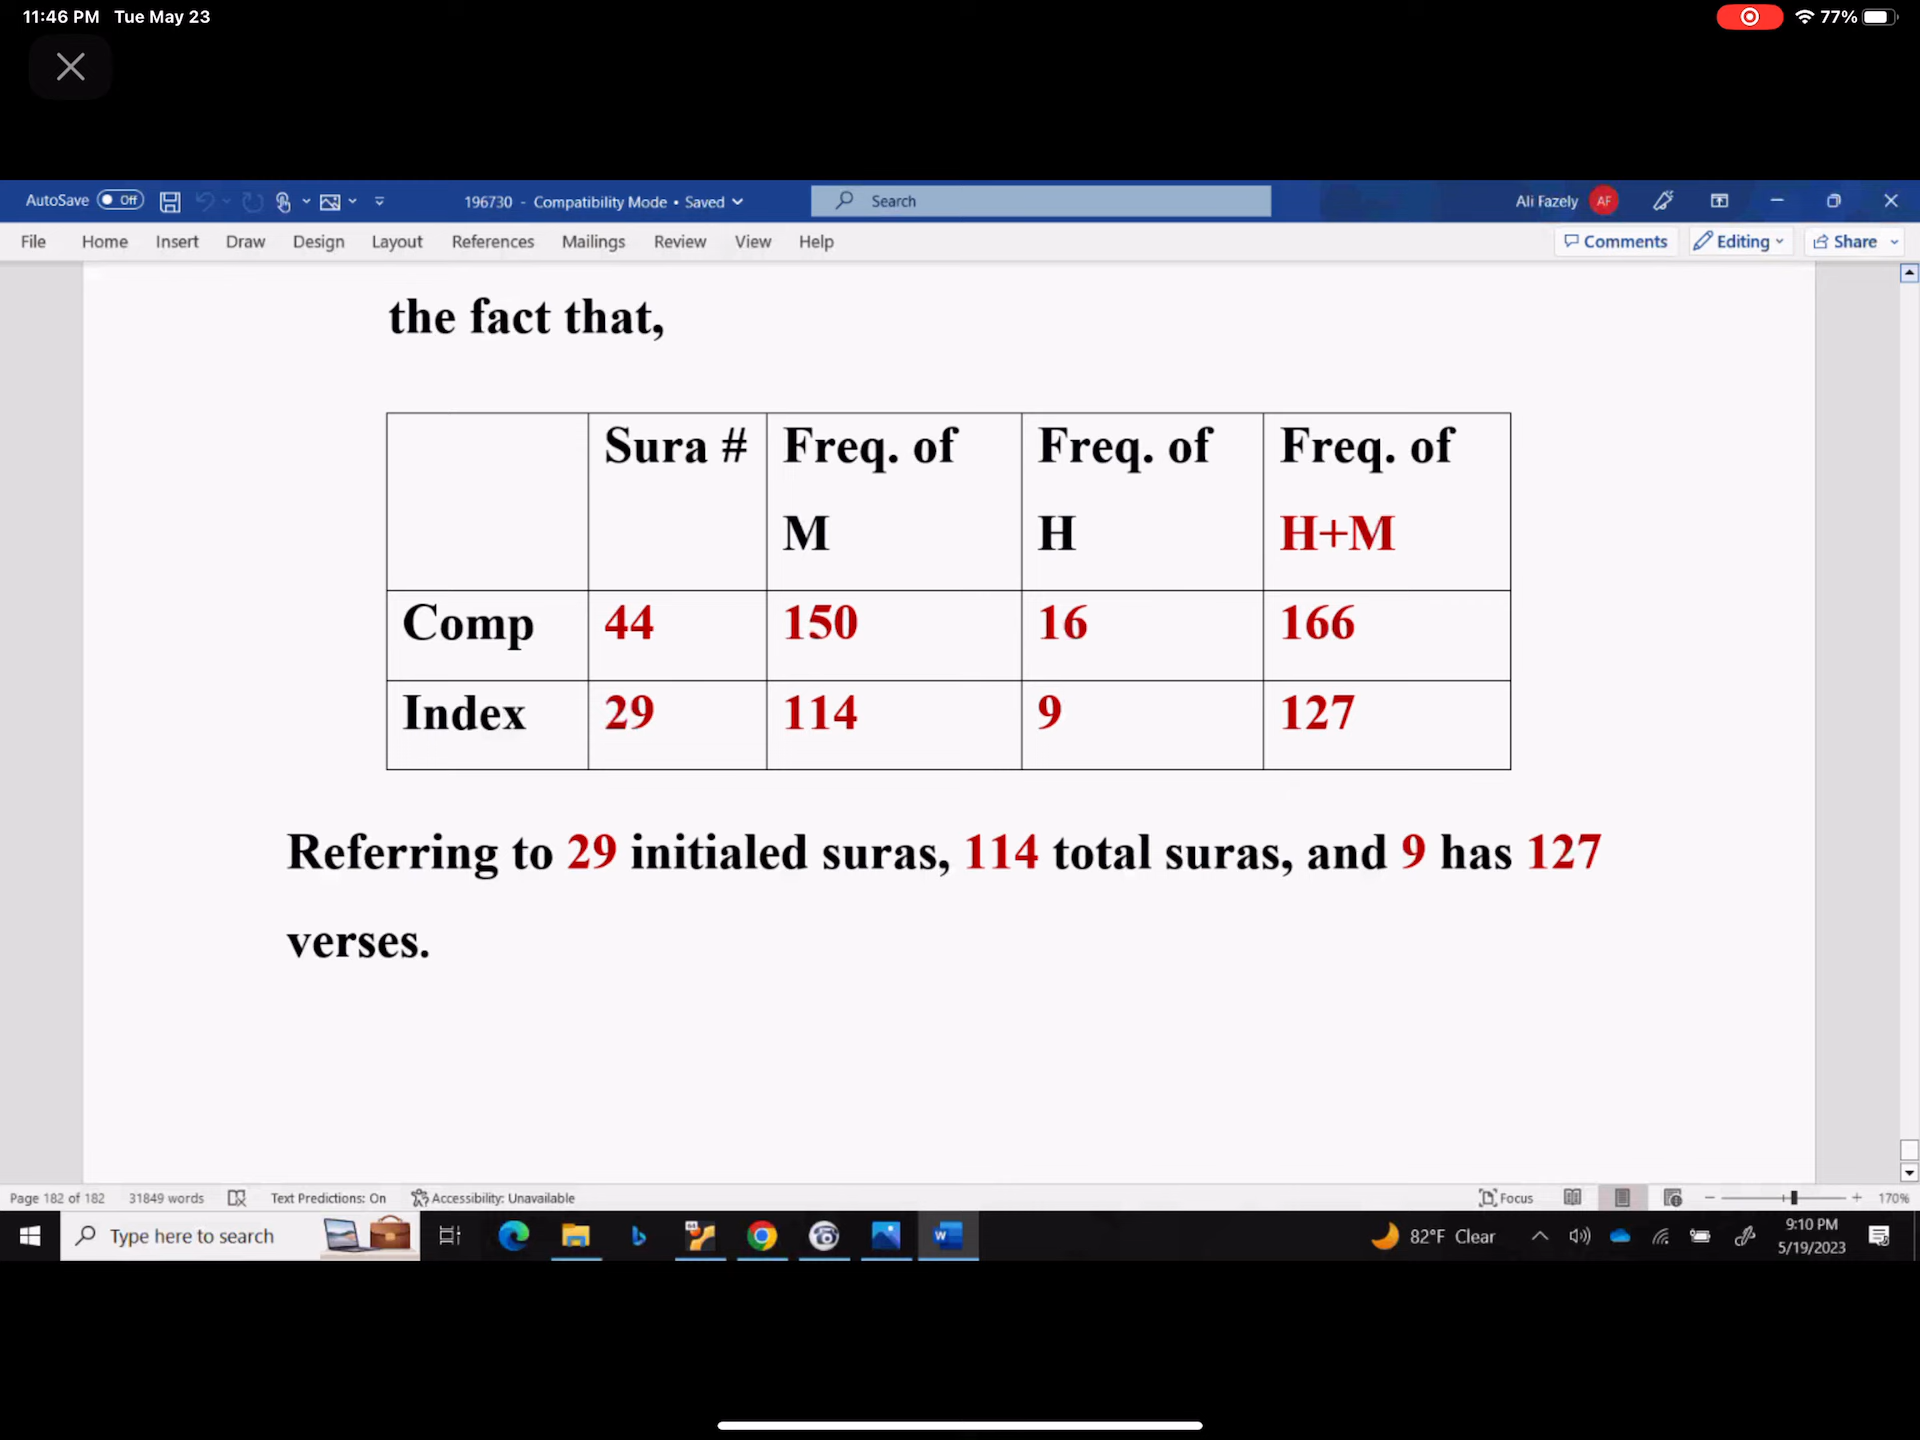 11:46 PM Tue May 23
77%
AutoSave Off
196730 - Compatibility Mode • Saved
Search
Ali Fazely AF
File Home Insert Draw Design Layout References Mailings Review View Help
Comments Editing Share
the fact that,
Sura # Freq. of M Freq. of H Freq. of H+M
Comp 44 150 16 166
Index 29 114 9 127
Referring to 29 initialed suras, 114 total suras, and 9 has 127
verses.
Page 182 of 182 31849 words Text Predictions: On Accessibility: Unavailable
Focus 170%
Type here to search
82°F Clear
9:10 PM
5/19/2023